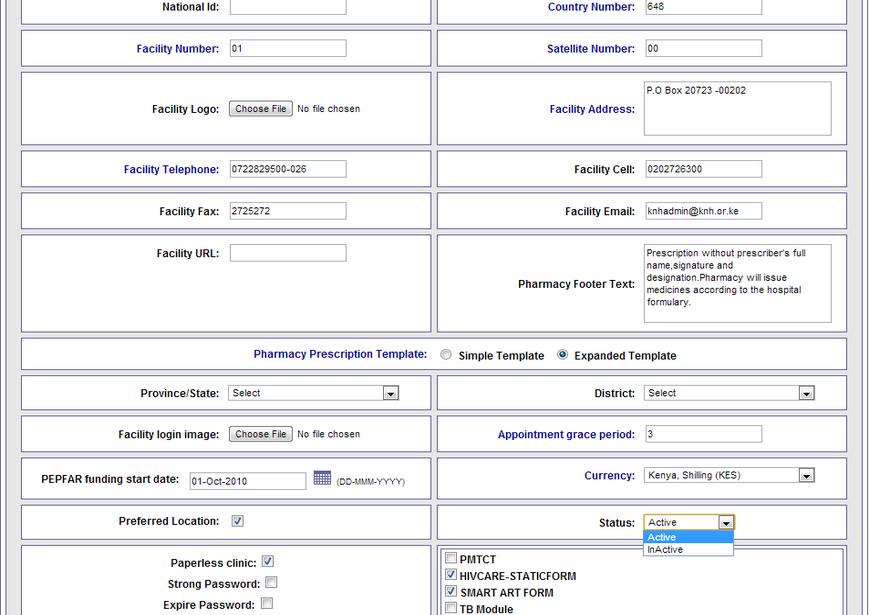 National Id:
Country Number: 648
Facility Number: 01
Satellite Number: 00
Facility Logo: Choose File No file chosen
Facility Address: P.O Box 20723 -00202
Facility Telephone: 0722829500-026
Facility Cell: 0202726300
Facility Fax: 2725272
Facility Email: knhadmin@knh.or.ke
Facility URL:
Pharmacy Footer Text:
Prescription without prescriber's full
name,signature and
designation.Pharmacy will issue
medicines according to the hospital
formulary.
Pharmacy Prescription Template: Simple Template Expanded Template
Province/State: Select
District: Select
Facility login image: Choose File No file chosen
Appointment grace period: 3
PEPFAR funding start date: 01-Oct-2010 (DD-MMM-YYYY)
Currency: Kenya, Shilling (KES)
Preferred Location:
Status: Active
Active
InActive
Paperless clinic:
Strong Password:
Expire Password:
PMTCT
HIVCARE-STATICFORM
SMART ART FORM
TB Module